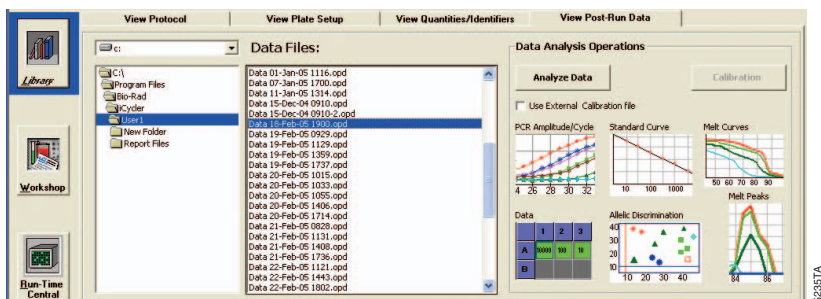 View Protocol
View Plate Setup
View Quantities/Identifiers
View Post-Run Data
Library
Workshop
Run-Time
Central
c:
C:\
Program Files
Bio-Rad
iCycler
User1
New Folder
Report Files
Data Files:
Data 01-Jan-05 1116.opd
Data 07-Jan-05 1700.opd
Data 11-Jan-05 1314.opd
Data 15-Dec-04 0910.opd
Data 15-Dec-04 0910-2.opd
Data 18-Feb-05 1900.opd
Data 19-Feb-05 0929.opd
Data 19-Feb-05 1129.opd
Data 19-Feb-05 1359.opd
Data 19-Feb-05 1737.opd
Data 20-Feb-05 1015.opd
Data 20-Feb-05 1033.opd
Data 20-Feb-05 1055.opd
Data 20-Feb-05 1406.opd
Data 20-Feb-05 1714.opd
Data 21-Feb-05 0828.opd
Data 21-Feb-05 1131.opd
Data 21-Feb-05 1408.opd
Data 21-Feb-05 1736.opd
Data 22-Feb-05 1121.opd
Data 22-Feb-05 1443.opd
Data 22-Feb-05 1802.opd
Data Analysis Operations
Analyze Data
Calibration
Use External Calibration file
PCR Amplitude/Cycle
4 26 28 30 32
Standard Curve
10 100 1000
Melt Curves
50 60 70 80 90
Data
1 2 3
A 10000 100 10
B
Allelic Discrimination
40
30
20
10
10 20 30 40
Melt Peaks
84 86
5235TA